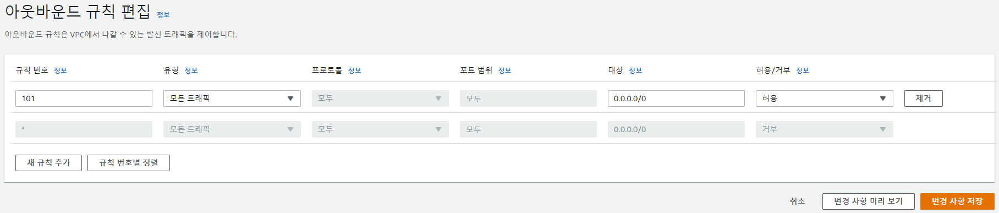 아웃바운드 규칙 편집 정보
아웃바운드 규칙은 VPC에서 나갈 수 있는 발신 트래픽을 제어합니다.
규칙 번호 정보 유형 정보 프로토콜 정보 포트 범위 정보 대상 정보 허용/거부 정보
101 모든 트래픽 모두 모두 0.0.0.0/0 허용 제거
* 모든 트래픽 모두 모두 0.0.0.0/0 거부
새 규칙 추가 규칙 번호별 정렬
취소 변경 사항 미리 보기 변경 사항 저장